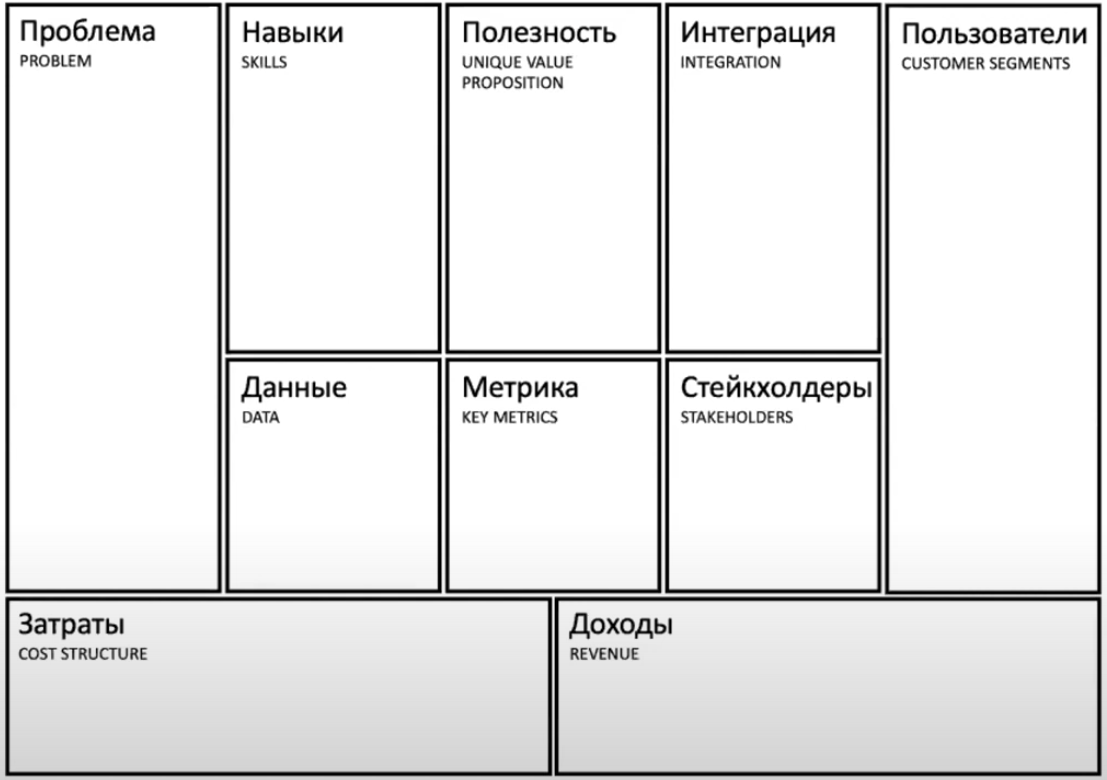 Проблема
PROBLEM
Навыки
SKILLS
Полезность
UNIQUE VALUE
PROPOSITION
Интеграция
INTEGRATION
Пользователи
CUSTOMER SEGMENTS
Данные
DATA
Метрика
KEY METRICS
Стейкхолдеры
STAKEHOLDERS
Затраты
COST STRUCTURE
Доходы
REVENUE